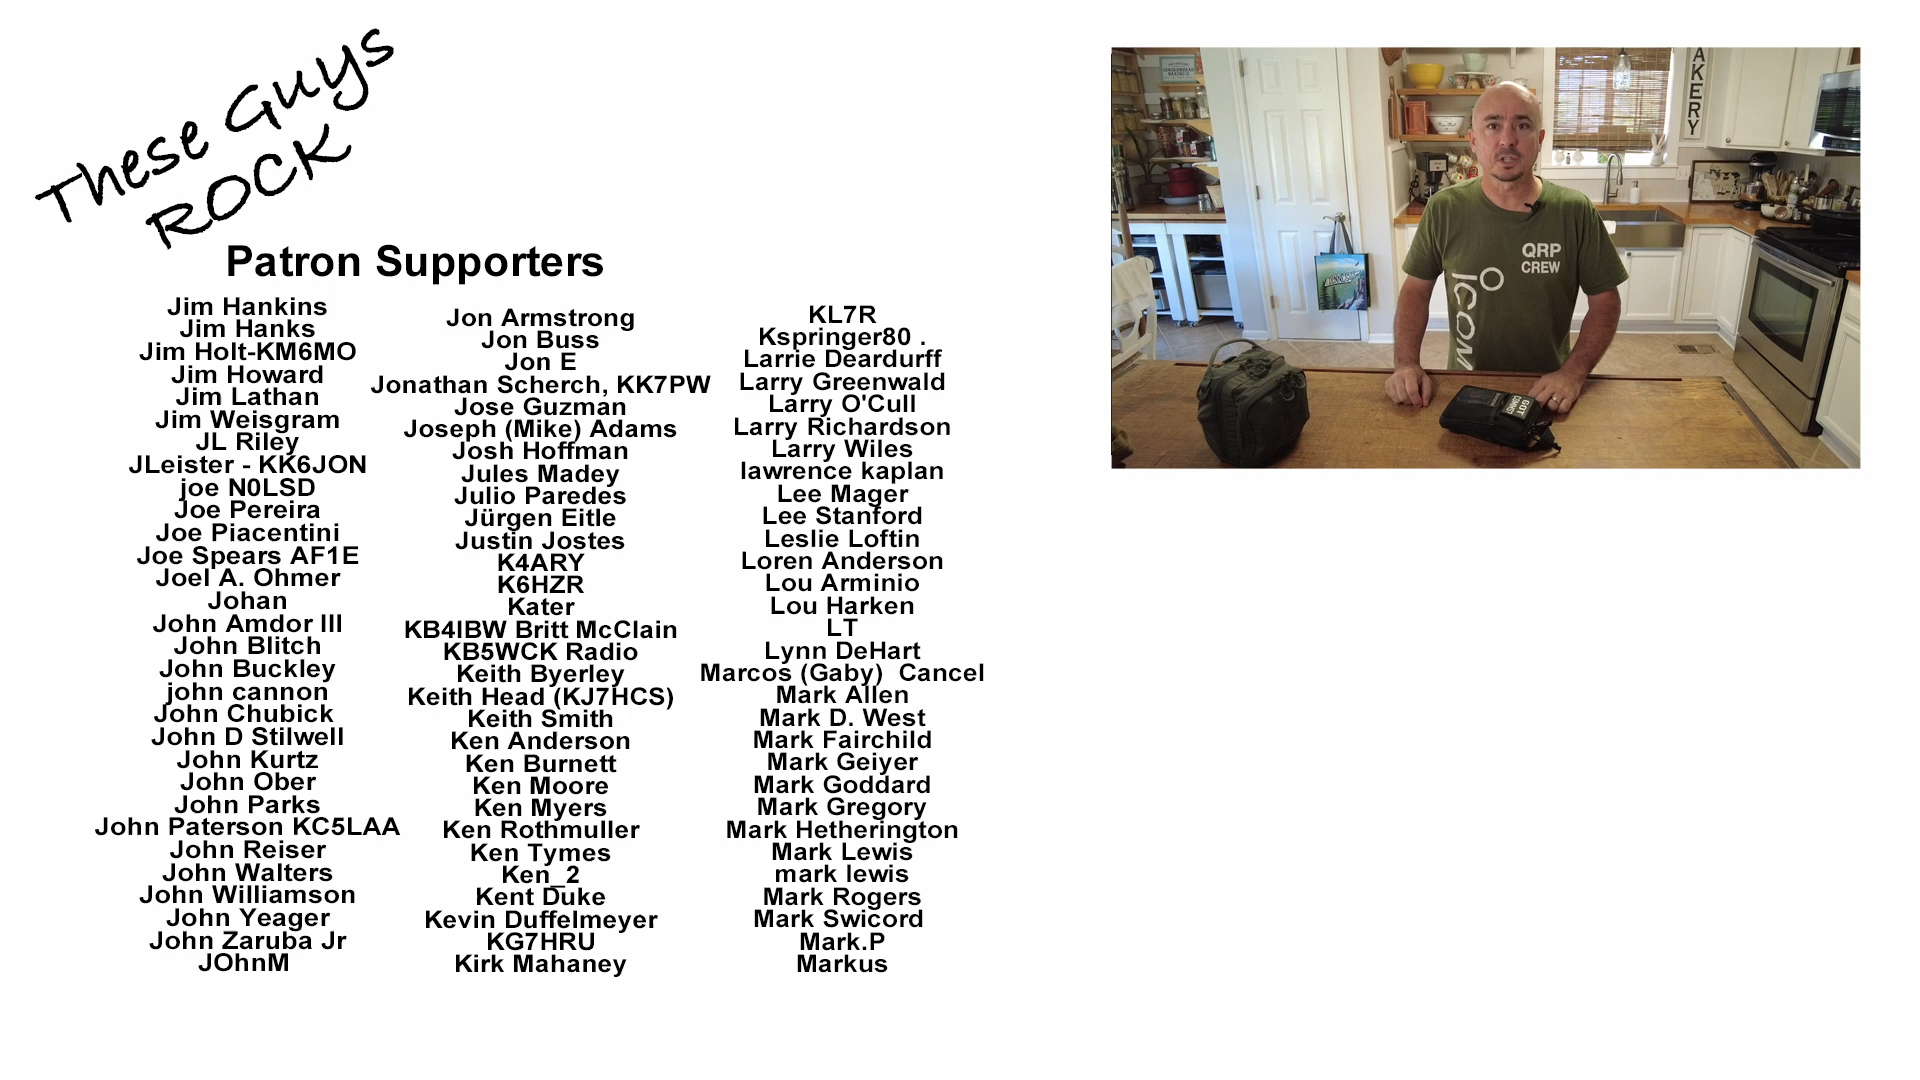 These Guys
ROCK
Patron Supporters
Jim Hankins
Jim Hanks
Jim Holt-KM6MO
Jim Howard
Jim Lathan
Jim Weisgram
JL Riley
JLeister - KK6JON
joe N0LSD
Joe Pereira
Joe Piacentini
Joe Spears AF1E
Joel A. Ohmer
Johan
John Amdor III
John Blitch
John Buckley
john cannon
John Chubick
John D Stilwell
John Kurtz
John Ober
John Parks
John Paterson KC5LAA
John Reiser
John Walters
John Williamson
John Yeager
John Zaruba Jr
JOhnM
Jon Armstrong
Jon Buss
Jon E
Jonathan Scherch, KK7PW
Jose Guzman
Joseph (Mike) Adams
Josh Hoffman
Jules Madey
Julio Paredes
Jürgen Eitle
Justin Jostes
K4ARY
K6HZR
Kater
KB4IBW Britt McClain
KB5WCK Radio
Keith Byerley
Keith Head (KJ7HCS)
Keith Smith
Ken Anderson
Ken Burnett
Ken Moore
Ken Myers
Ken Rothmuller
Ken Tymes
Ken_2
Kent Duke
Kevin Duffelmeyer
KG7HRU
Kirk Mahaney
KL7R
Kspringer80 .
Larrie Deardurff
Larry Greenwald
Larry O'Cull
Larry Richardson
Larry Wiles
lawrence kaplan
Lee Mager
Lee Stanford
Leslie Loftin
Loren Anderson
Lou Arminio
Lou Harken
LT
Lynn DeHart
Marcos (Gaby)  Cancel
Mark Allen
Mark D. West
Mark Fairchild
Mark Geiyer
Mark Goddard
Mark Gregory
Mark Hetherington
Mark Lewis
mark lewis
Mark Rogers
Mark Swicord
Mark.P
Markus
AKERY
QRP
CREW
ICOM
GOT